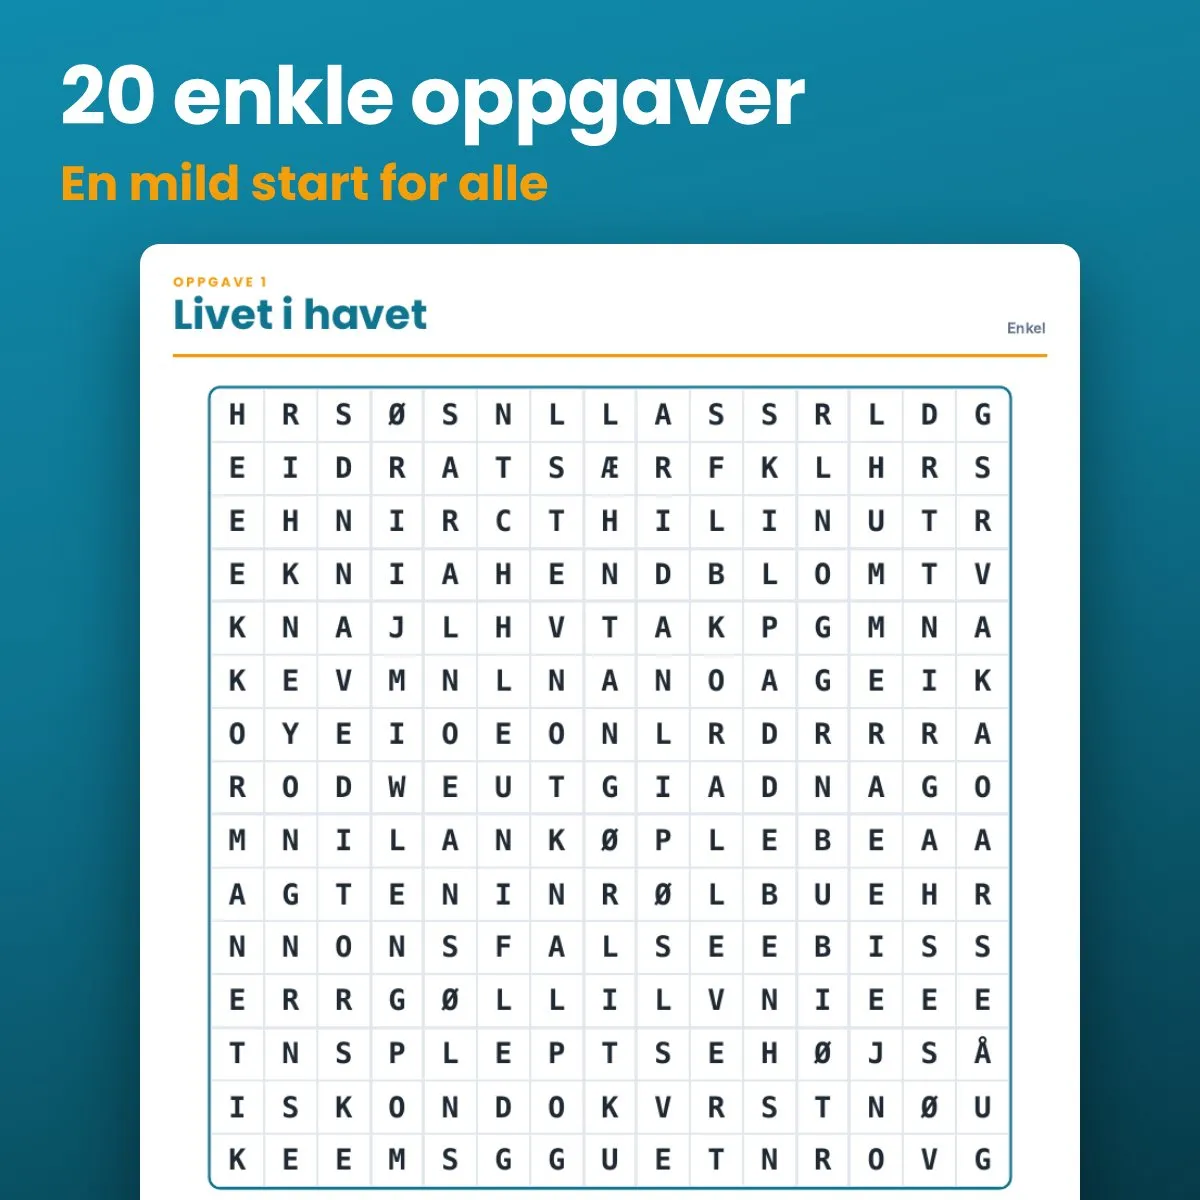 20 enkle oppgaver
En mild start for alle
OPPGAVE 1
Livet i havet
Enkel
H R S Ø S N L L A S S R L D G
E I D R A T S Æ R F K L H R S
E H N I R C T H I L I N U T R
E K N I A H E N D B L O M T V
K N A J L H V T A K P G M N A
K E V M N L N A N O A G E I K
O Y E I O E O N L R D R R R A
R O D W E U T G I A D N A G O
M N I L A N K Ø P L E B E A A
A G T E N I N R Ø L B U E H R
N N O N S F A L S E E B I S S
E R R G Ø L L I L V N I E E E
T N S P L E P T S E H Ø J S Å
I S K O N D O K V R S T N Ø U
K E E M S G G U E T N R O V G